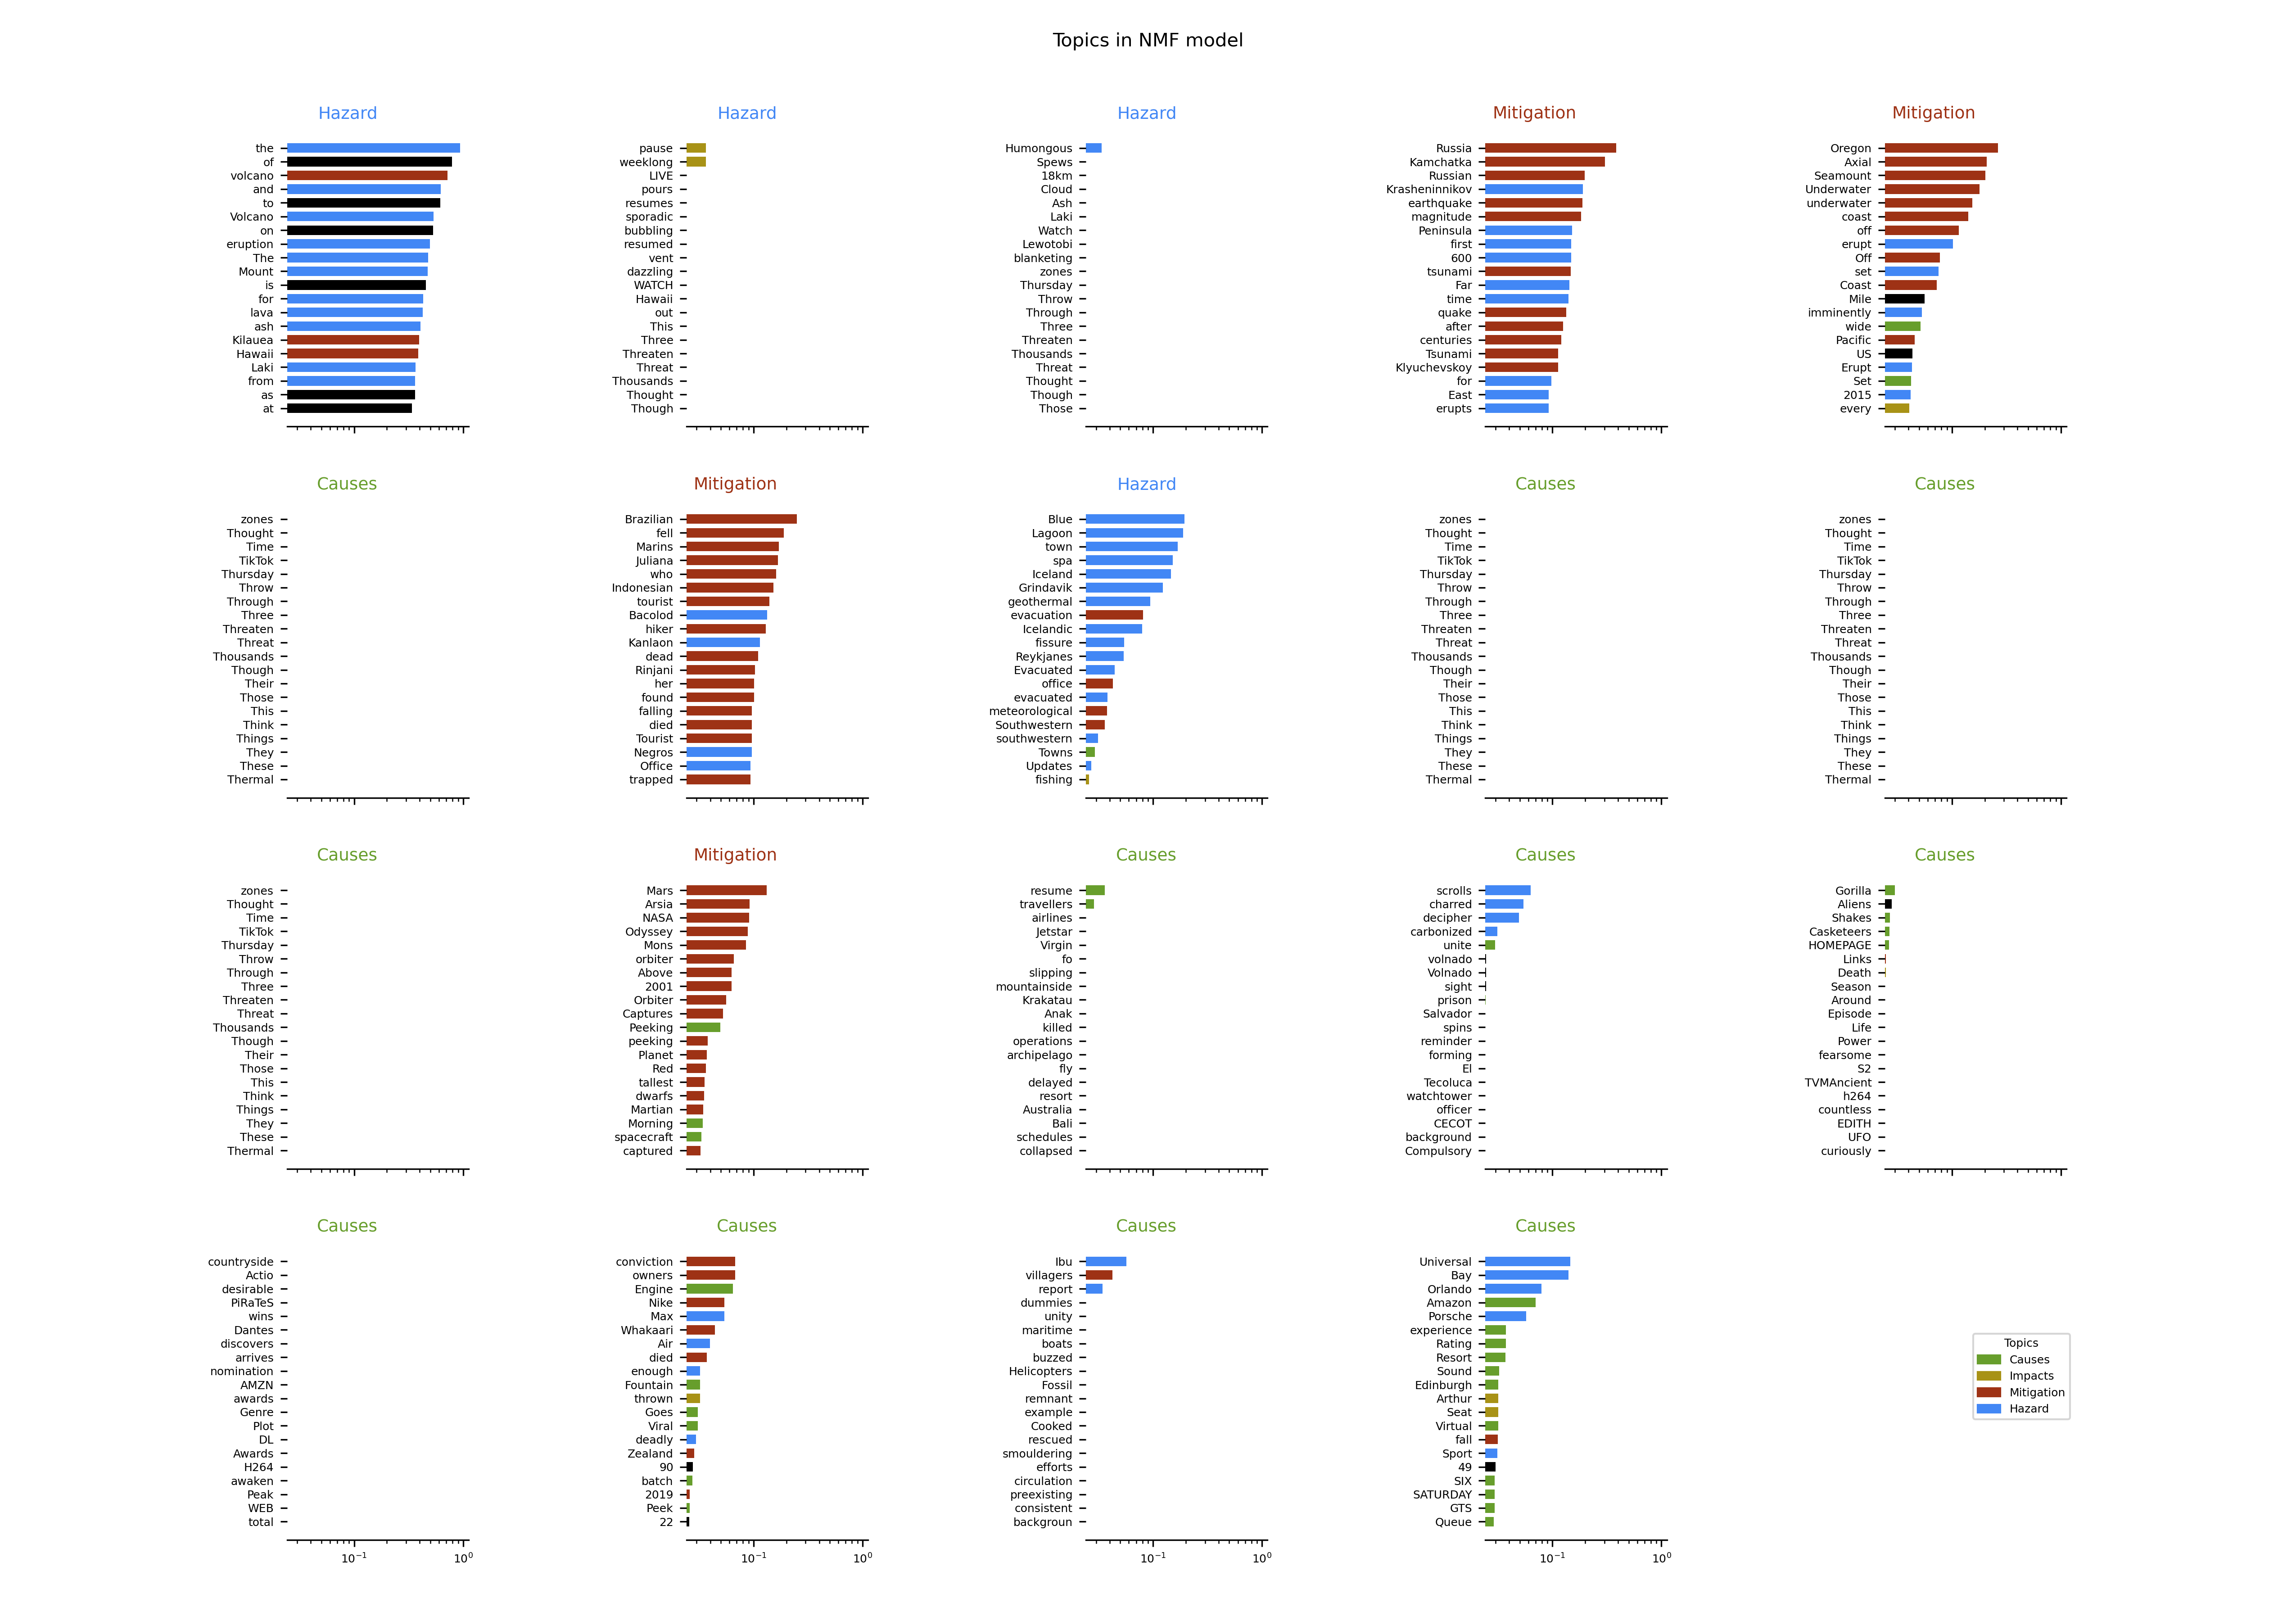 Topics in NMF model
Hazard
the
of
volcano
and
to
Volcano
on
eruption
The
Mount
is
for
lava
ash
Kilauea
Hawaii
Laki
from
as
at
Hazard
pause
weeklong
LIVE
pours
resumes
sporadic
bubbling
resumed
vent
dazzling
WATCH
Hawaii
out
This
Three
Threaten
Threat
Thousands
Thought
Though
Hazard
Humongous
Spews
18km
Cloud
Ash
Laki
Watch
Lewotobi
blanketing
zones
Thursday
Throw
Through
Three
Threaten
Thousands
Threat
Thought
Though
Those
Mitigation
Russia
Kamchatka
Russian
Krasheninnikov
earthquake
magnitude
Peninsula
first
600
tsunami
Far
time
quake
after
centuries
Tsunami
Klyuchevskoy
for
East
erupts
Mitigation
Oregon
Axial
Seamount
Underwater
underwater
coast
off
erupt
Off
set
Coast
Mile
imminently
wide
Pacific
US
Erupt
Set
2015
every
Causes
zones
Thought
Time
TikTok
Thursday
Throw
Through
Three
Threaten
Threat
Thousands
Though
Their
Those
This
Think
Things
They
These
Thermal
Mitigation
Brazilian
fell
Marins
Juliana
who
Indonesian
tourist
Bacolod
hiker
Kanlaon
dead
Rinjani
her
found
falling
died
Tourist
Negros
Office
trapped
Hazard
Blue
Lagoon
town
spa
Iceland
Grindavik
geothermal
evacuation
Icelandic
fissure
Reykjanes
Evacuated
office
evacuated
meteorological
Southwestern
southwestern
Towns
Updates
fishing
Causes
zones
Thought
Time
TikTok
Thursday
Throw
Through
Three
Threaten
Threat
Thousands
Though
Their
Those
This
Think
Things
They
These
Thermal
Causes
zones
Thought
Time
TikTok
Thursday
Throw
Through
Three
Threaten
Threat
Thousands
Though
Their
Those
This
Think
Things
They
These
Thermal
Causes
zones
Thought
Time
TikTok
Thursday
Throw
Through
Three
Threaten
Threat
Thousands
Though
Their
Those
This
Think
Things
They
These
Thermal
Mitigation
Mars
Arsia
NASA
Odyssey
Mons
orbiter
Above
2001
Orbiter
Captures
Peeking
peeking
Planet
Red
tallest
dwarfs
Martian
Morning
spacecraft
captured
Causes
resume
travellers
airlines
Jetstar
Virgin
fo
slipping
mountainside
Krakatau
Anak
killed
operations
archipelago
fly
delayed
resort
Australia
Bali
schedules
collapsed
Causes
scrolls
charred
decipher
carbonized
unite
volnado
Volnado
sight
prison
Salvador
spins
reminder
forming
El
Tecoluca
watchtower
officer
CECOT
background
Compulsory
Causes
Gorilla
Aliens
Shakes
Casketeers
HOMEPAGE
Links
Death
Season
Around
Episode
Life
Power
fearsome
S2
TVMAncient
h264
countless
EDITH
UFO
curiously
Causes
countryside
Actio
desirable
PiRaTeS
wins
Dantes
discovers
arrives
nomination
AMZN
awards
Genre
Plot
DL
Awards
H264
awaken
Peak
WEB
total
10⁻¹ 10⁰
Causes
conviction
owners
Engine
Nike
Max
Whakaari
Air
died
enough
Fountain
thrown
Goes
Viral
deadly
Zealand
90
batch
2019
Peek
22
10⁻¹ 10⁰
Causes
Ibu
villagers
report
dummies
unity
maritime
boats
buzzed
Helicopters
Fossil
remnant
example
Cooked
rescued
smouldering
efforts
circulation
preexisting
consistent
backgroun
10⁻¹ 10⁰
Causes
Universal
Bay
Orlando
Amazon
Porsche
experience
Rating
Resort
Sound
Edinburgh
Arthur
Seat
Virtual
fall
Sport
49
SIX
SATURDAY
GTS
Queue
10⁻¹ 10⁰
Topics
Causes
Impacts
Mitigation
Hazard